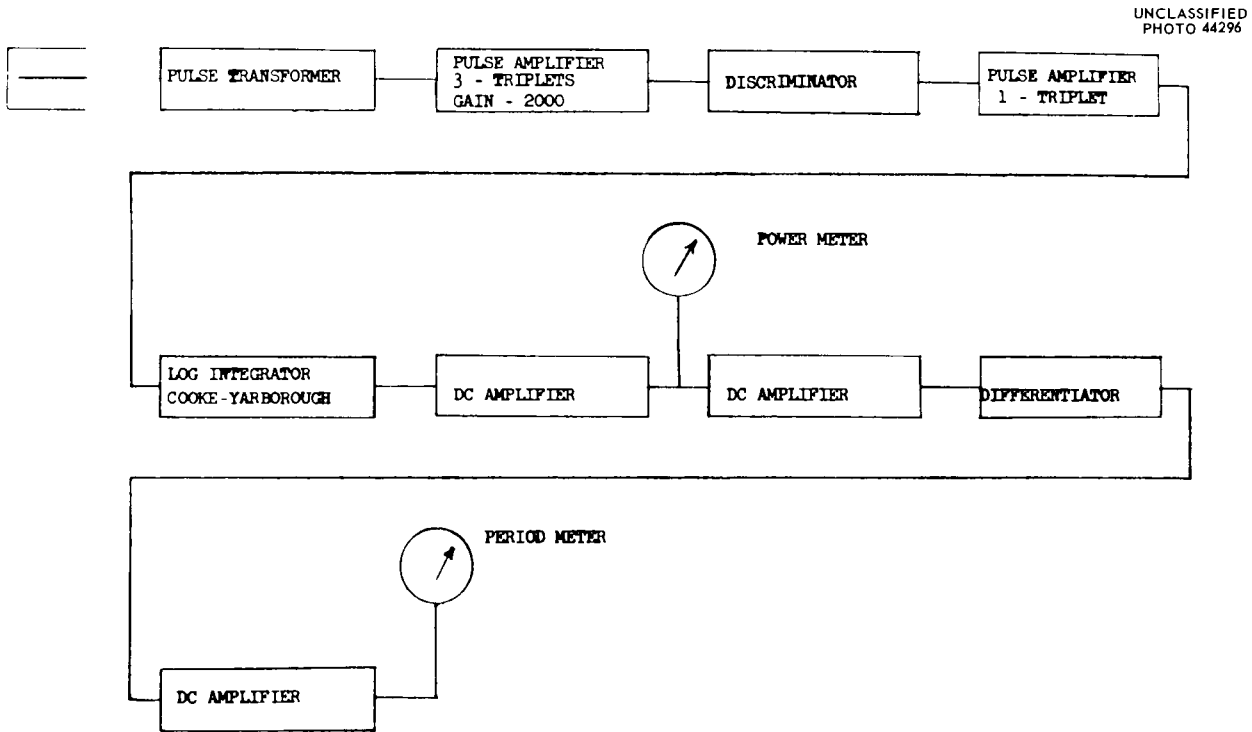 UNCLASSIFIED
PHOTO 44296
PULSE TRANSFORMER
PULSE AMPLIFIER
3 - TRIPLETS
GAIN - 2000
DISCRIMINATOR
PULSE AMPLIFIER
1 - TRIPLET
POWER METER
LOG INTEGRATOR
COOKE-YARBOROUGH
DC AMPLIFIER
DC AMPLIFIER
DIFFERENTIATOR
PERIOD METER
DC AMPLIFIER